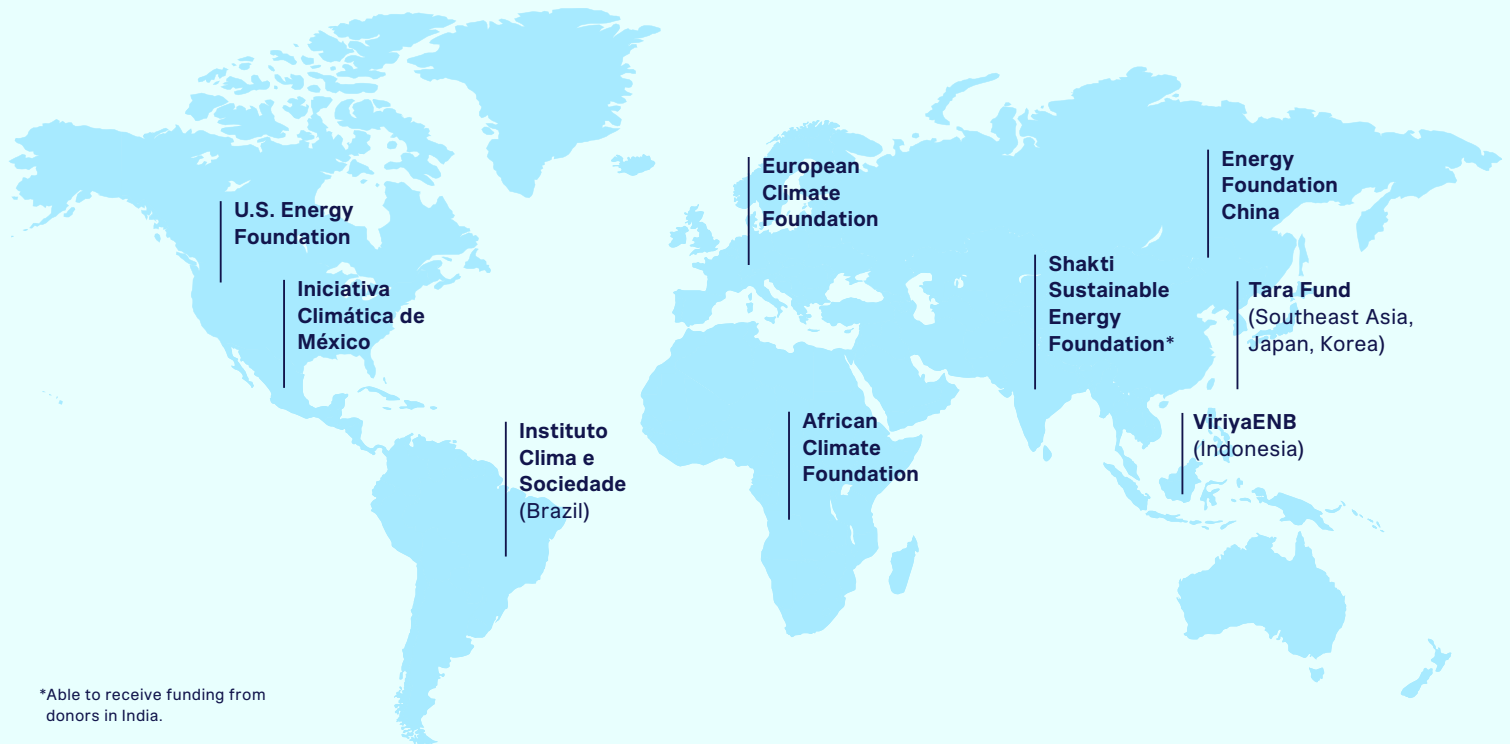 U.S. Energy
Foundation
Iniciativa
Climática de
México
Instituto
Clima e
Sociedade
(Brazil)
European
Climate
Foundation
African
Climate
Foundation
Shakti
Sustainable
Energy
Foundation*
Energy
Foundation
China
Tara Fund
(Southeast Asia,
Japan, Korea)
ViriyaENB
(Indonesia)
*Able to receive funding from
donors in India.